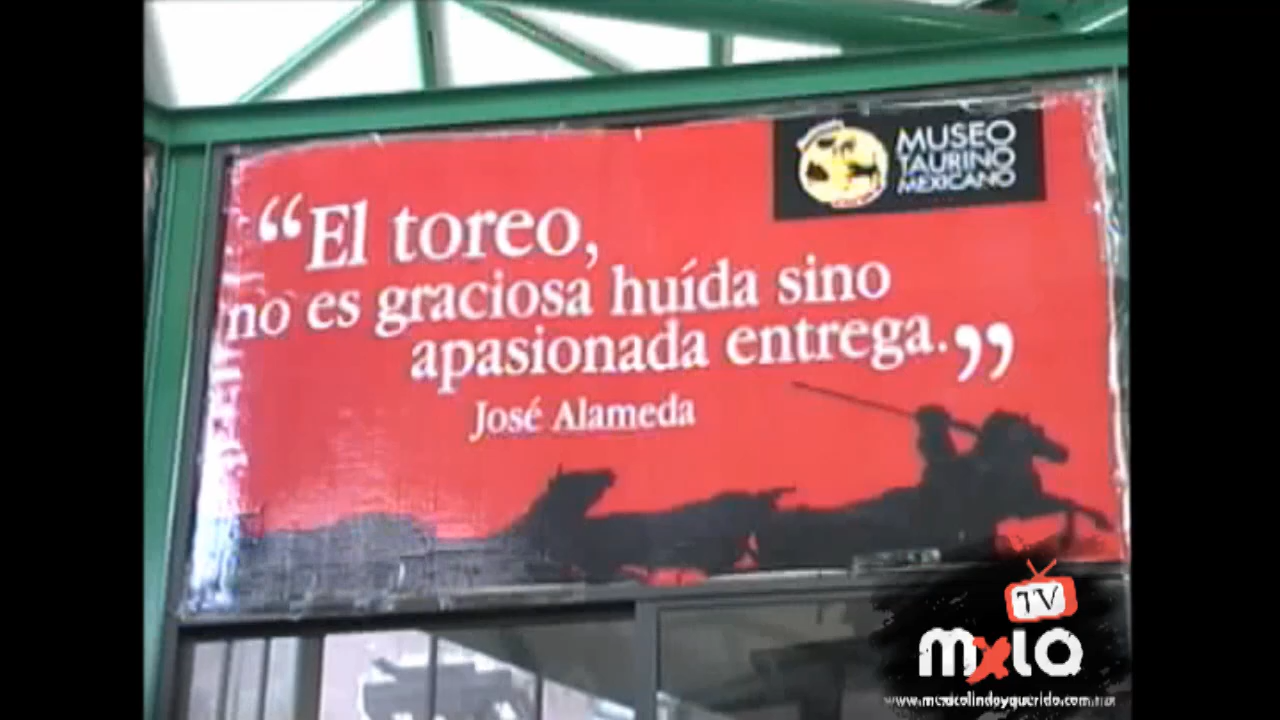 MUSEO
TAURINO
MEXICANO
“El toreo,
no es graciosa huída sino
apasionada entrega.”
José Alameda
TV
MxLQ
www.mexicolindoyquerido.com.mx